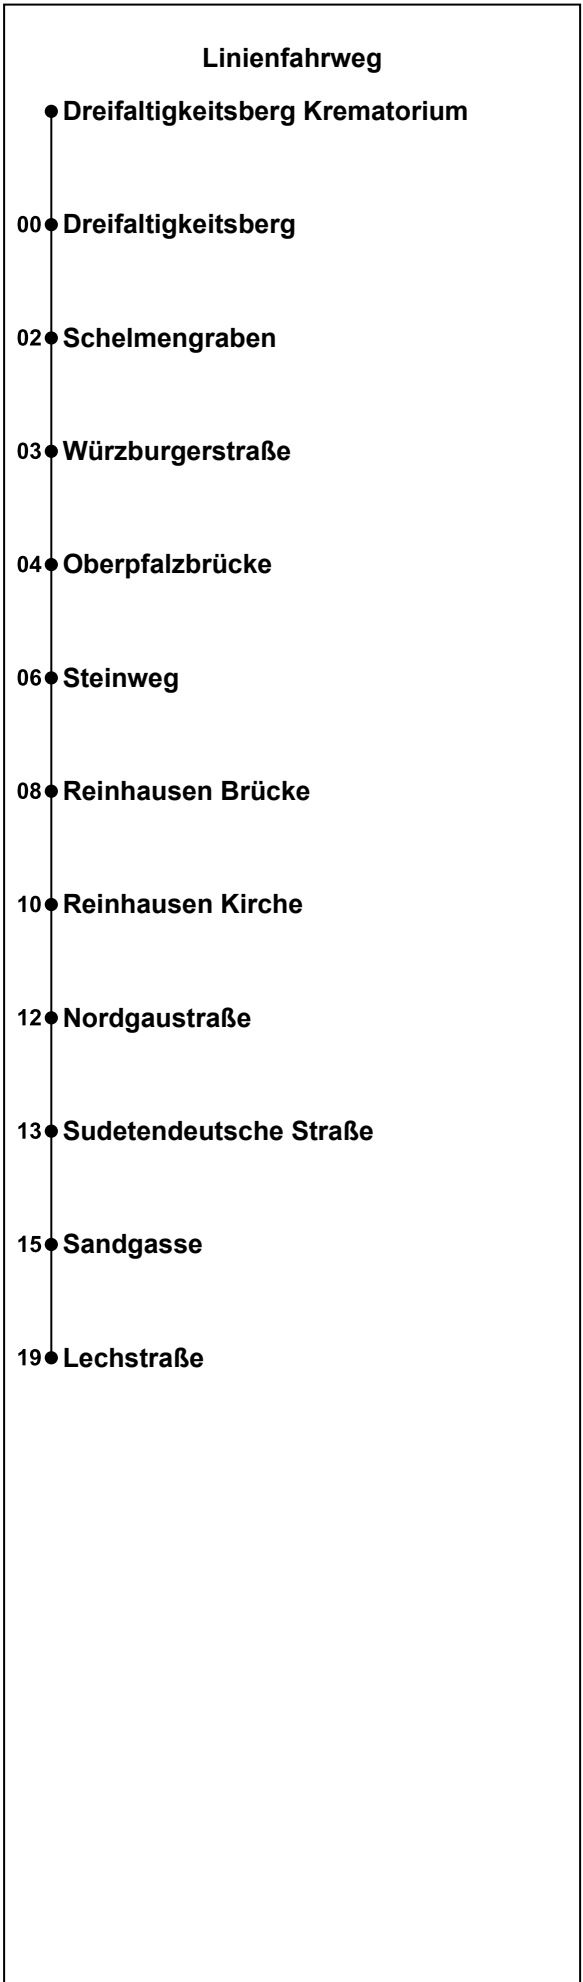 Linienfahrweg
Dreifaltigkeitsberg Krematorium
00 Dreifaltigkeitsberg
02 Schelmengraben
03 Würzburgerstraße
04 Oberpfalzbrücke
06 Steinweg
08 Reinhausen Brücke
10 Reinhausen Kirche
12 Nordgaustraße
13 Sudetendeutsche Straße
15 Sandgasse
19 Lechstraße